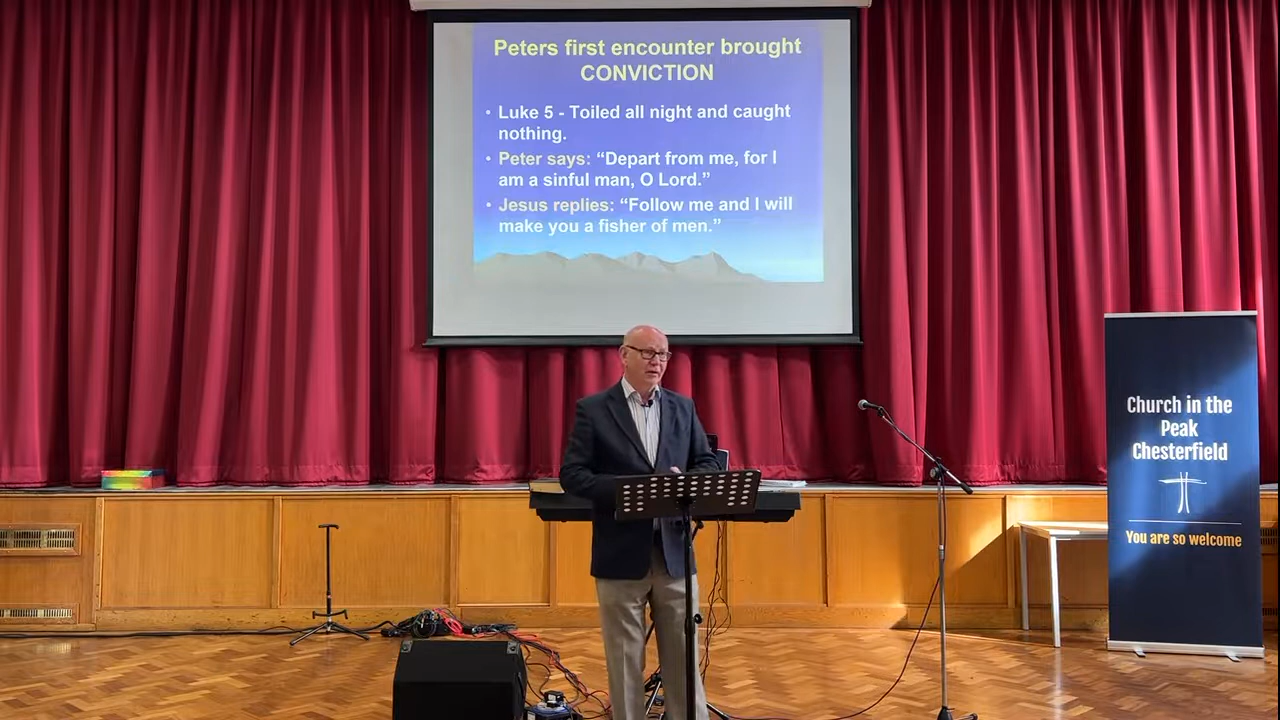 Peters first encounter brought
CONVICTION
• Luke 5 - Toiled all night and caught
nothing.
• Peter says: “Depart from me, for I
am a sinful man, O Lord.”
• Jesus replies: “Follow me and I will
make you a fisher of men.”
Church in the
Peak
Chesterfield
You are so welcome